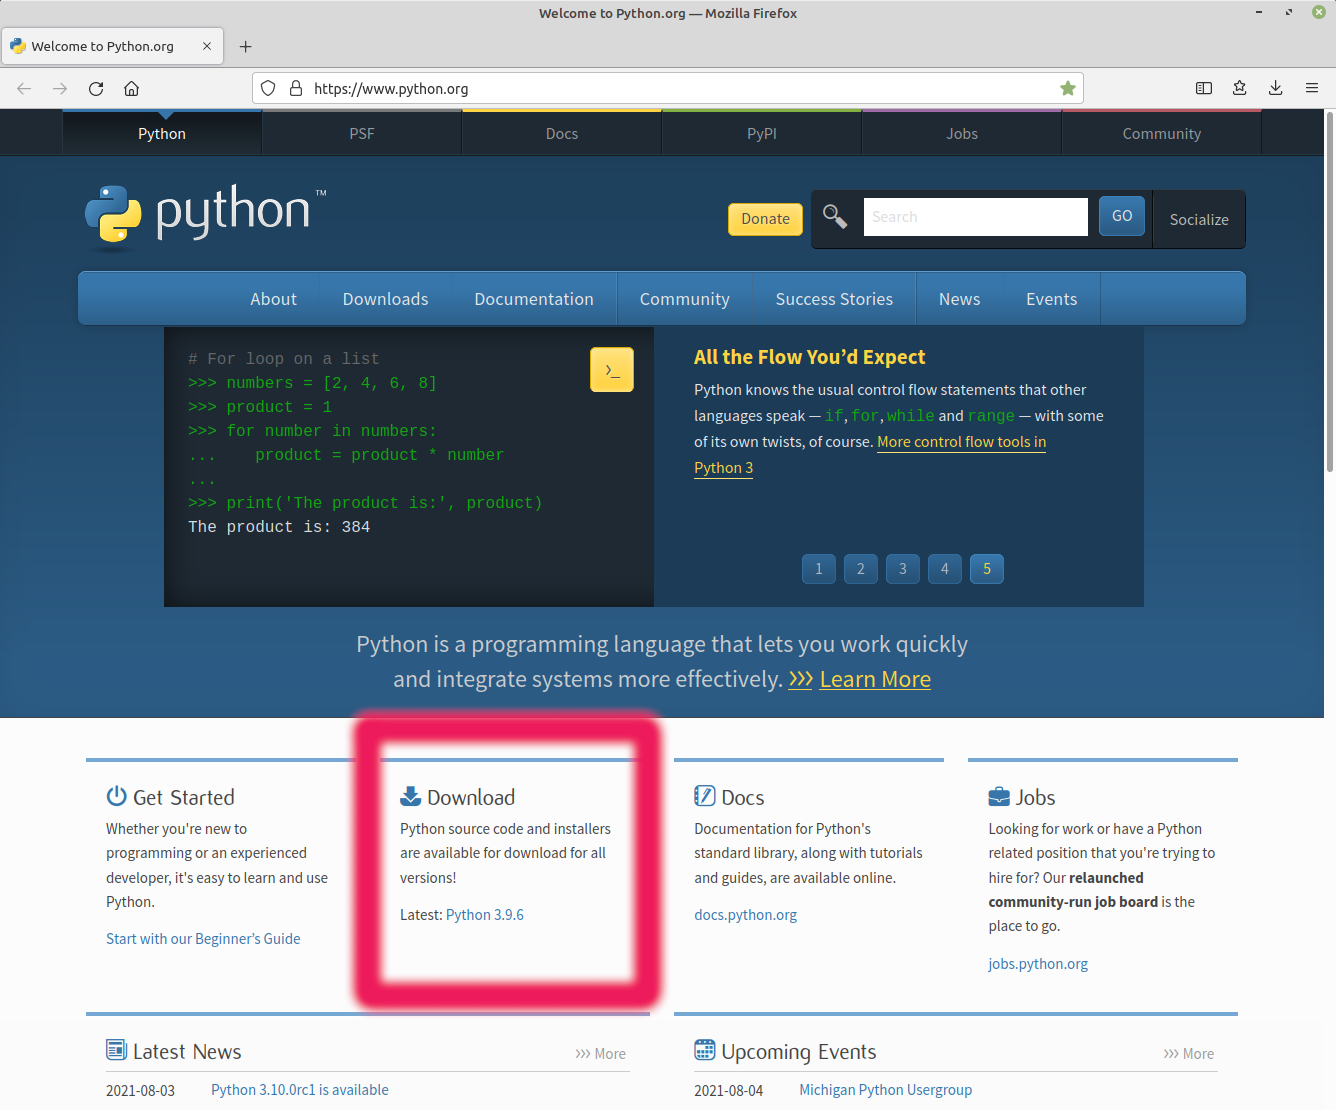 Welcome to Python.org — Mozilla Firefox
Welcome to Python.org
https://www.python.org
Python PSF Docs PyPI Jobs Community
python™
Donate Search GO Socialize
About Downloads Documentation Community Success Stories News Events
# For loop on a list
>>> numbers = [2, 4, 6, 8]
>>> product = 1
>>> for number in numbers:
...    product = product * number
...
>>> print('The product is:', product)
The product is: 384
>_
All the Flow You’d Expect
Python knows the usual control flow statements that other
languages speak — if, for, while and range — with some
of its own twists, of course. More control flow tools in
Python 3
1 2 3 4 5
Python is a programming language that lets you work quickly
and integrate systems more effectively. >>> Learn More
Get Started
Whether you're new to
programming or an experienced
developer, it's easy to learn and use
Python.
Start with our Beginner’s Guide
Download
Python source code and installers
are available for download for all
versions!
Latest: Python 3.9.6
Docs
Documentation for Python's
standard library, along with tutorials
and guides, are available online.
docs.python.org
Jobs
Looking for work or have a Python
related position that you're trying to
hire for? Our relaunched
community-run job board is the
place to go.
jobs.python.org
Latest News >>> More
2021-08-03 Python 3.10.0rc1 is available
Upcoming Events >>> More
2021-08-04 Michigan Python Usergroup